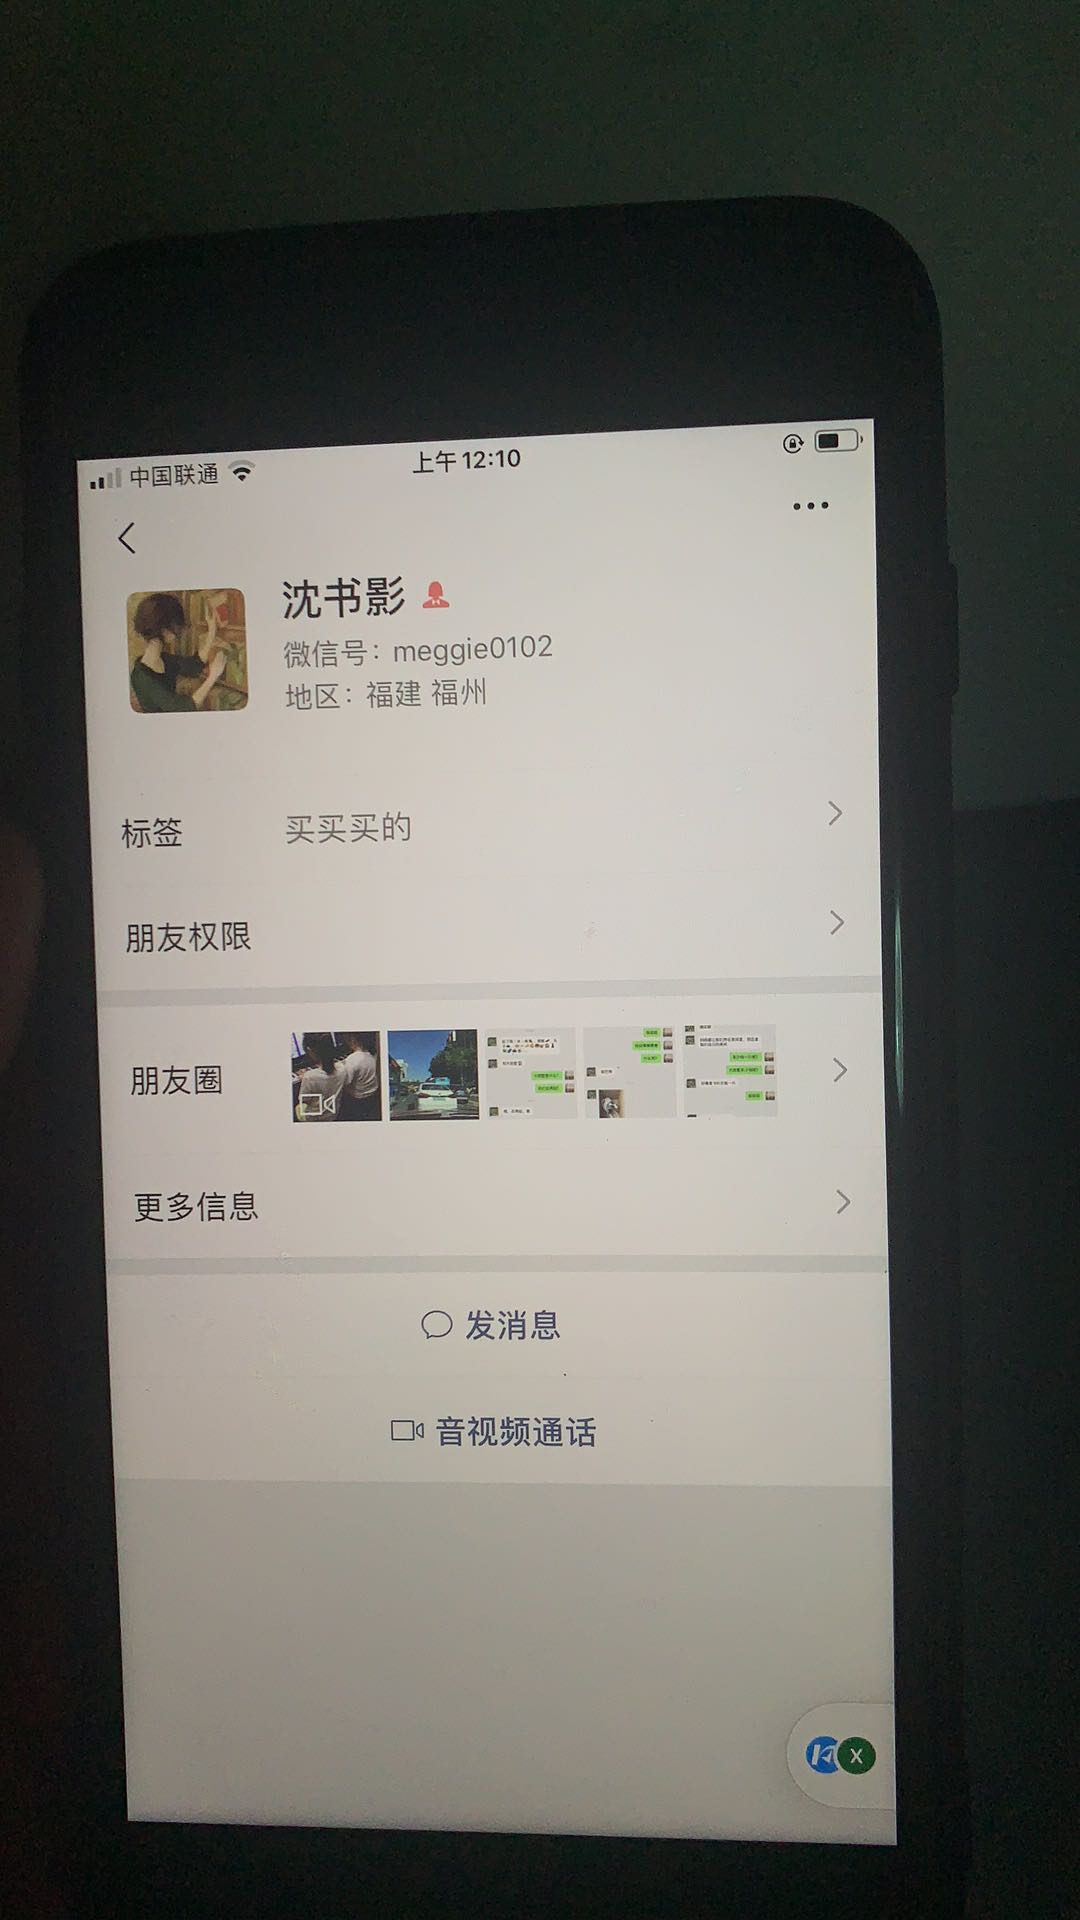 中国联通
上午12:10
沈书影
微信号：meggie0102
地区：福建 福州
标签 买买买的
朋友权限
朋友圈
更多信息
发消息
音视频通话
X